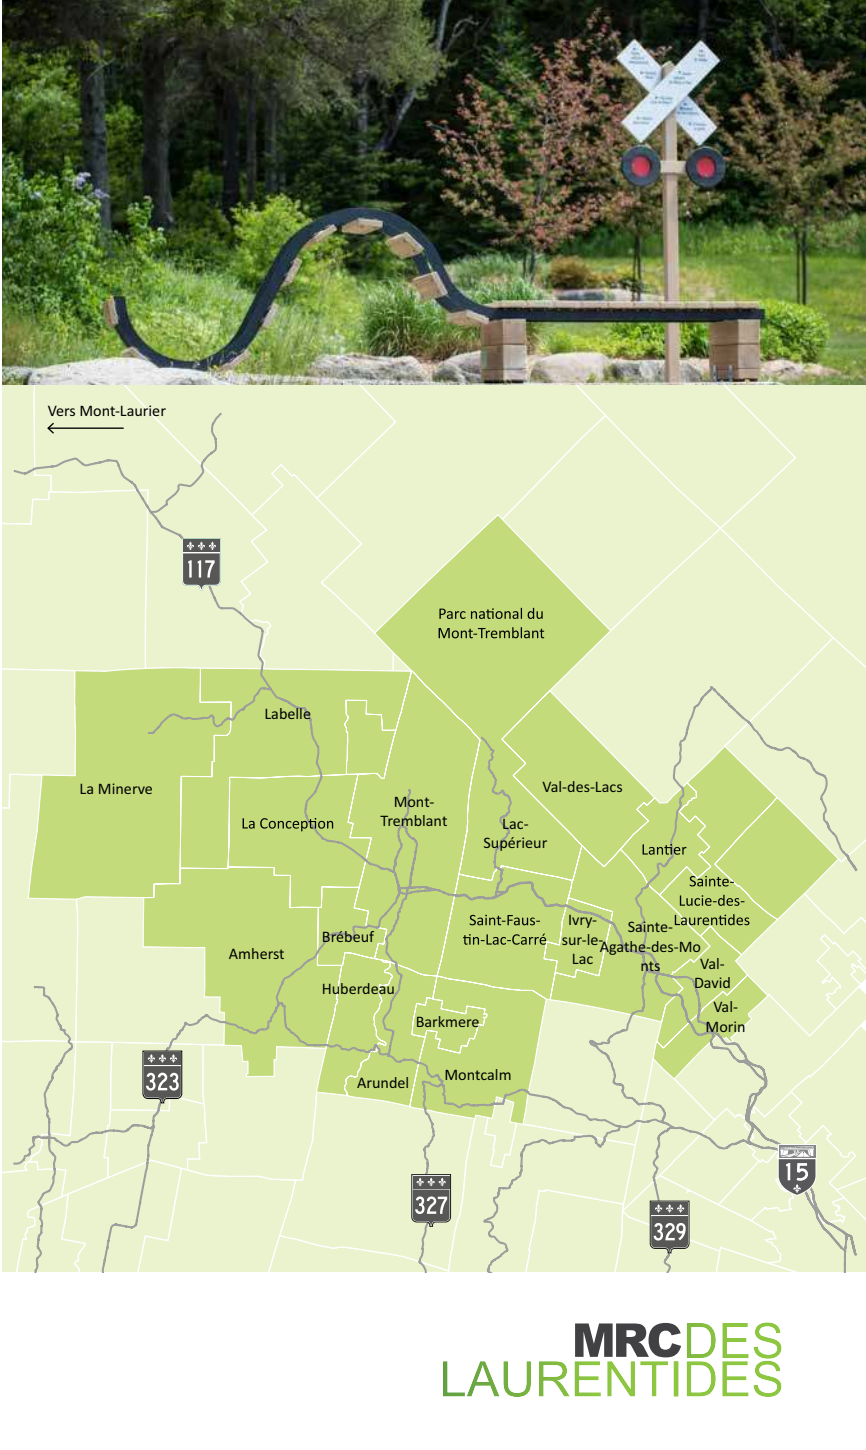 Vers Mont-Laurier
117
Parc national du
Mont-Tremblant
Labelle
La Minerve
Val-des-Lacs
Mont-
Tremblant
La Conception
Lac-
Supérieur
Lantier
Sainte-
Lucie-des-
Laurentides
Saint-Faus-
tin-Lac-Carré
Ivry-
sur-le-
Lac
Sainte-
Agathe-des-Mo
nts
Brébeuf
Amherst
Val-
David
Huberdeau
Val-
Morin
Barkmere
Arundel
Montcalm
323
15
327
329
MRC DES
LAURENTIDES